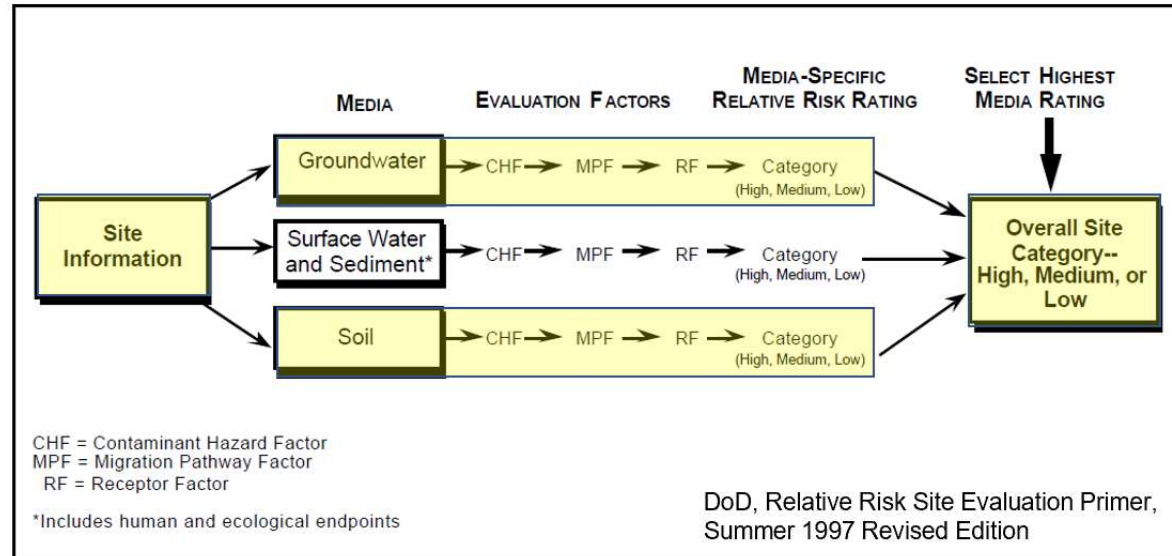 MEDIA
EVALUATION FACTORS
MEDIA-SPECIFIC
RELATIVE RISK RATING
SELECT HIGHEST
MEDIA RATING
Site
Information
Groundwater
CHF
MPF
RF
Category
(High, Medium, Low)
Surface Water
and Sediment*
CHF
MPF
RF
Category
(High, Medium, Low)
Soil
CHF
MPF
RF
Category
(High, Medium, Low)
Overall Site
Category--
High, Medium, or
Low
CHF = Contaminant Hazard Factor
MPF = Migration Pathway Factor
RF = Receptor Factor
*Includes human and ecological endpoints
DoD, Relative Risk Site Evaluation Primer,
Summer 1997 Revised Edition